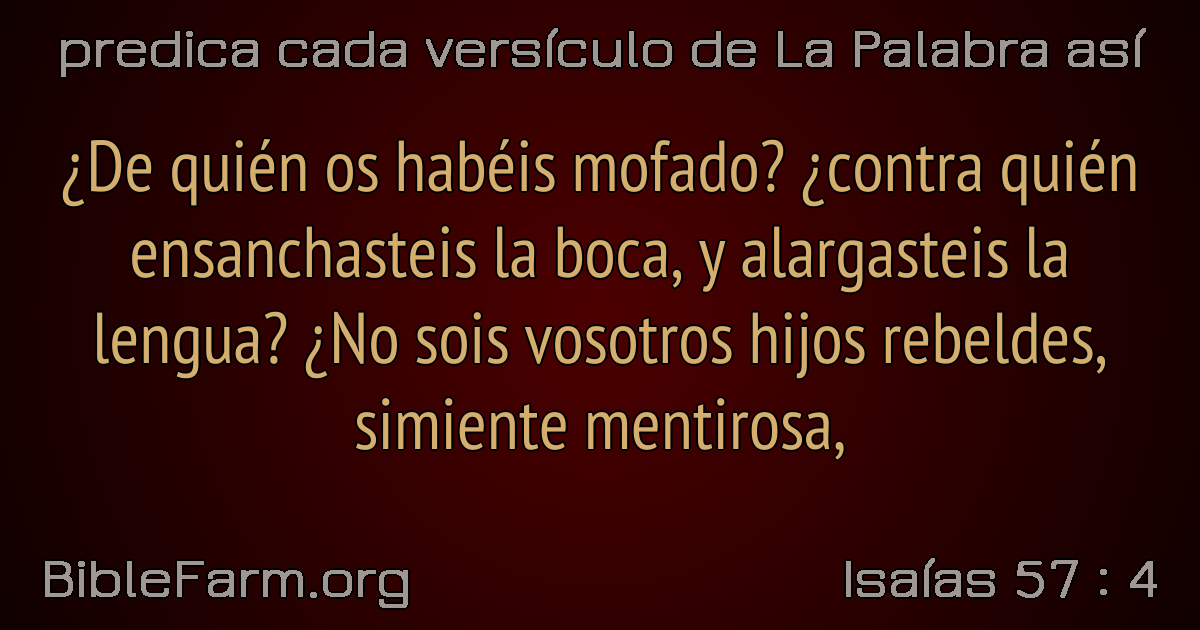 predica cada versículo de La Palabra así
¿De quién os habéis mofado? ¿contra quién
ensanchasteis la boca, y alargasteis la
lengua? ¿No sois vosotros hijos rebeldes,
simiente mentirosa,
BibleFarm.org
Isaías 57 : 4